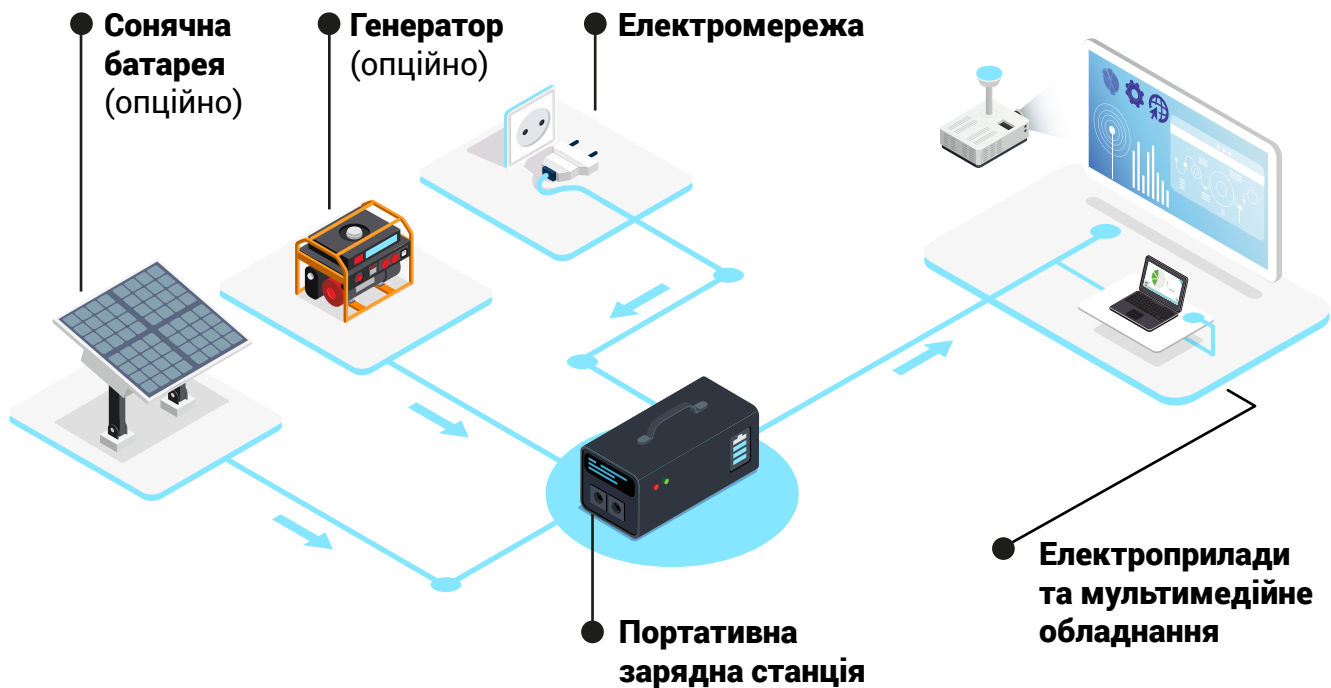 Сонячна
батарея
(опційно)
Генератор
(опційно)
Електромережа
Електроприлади
та мультимедійне
обладнання
Портативна
зарядна станція